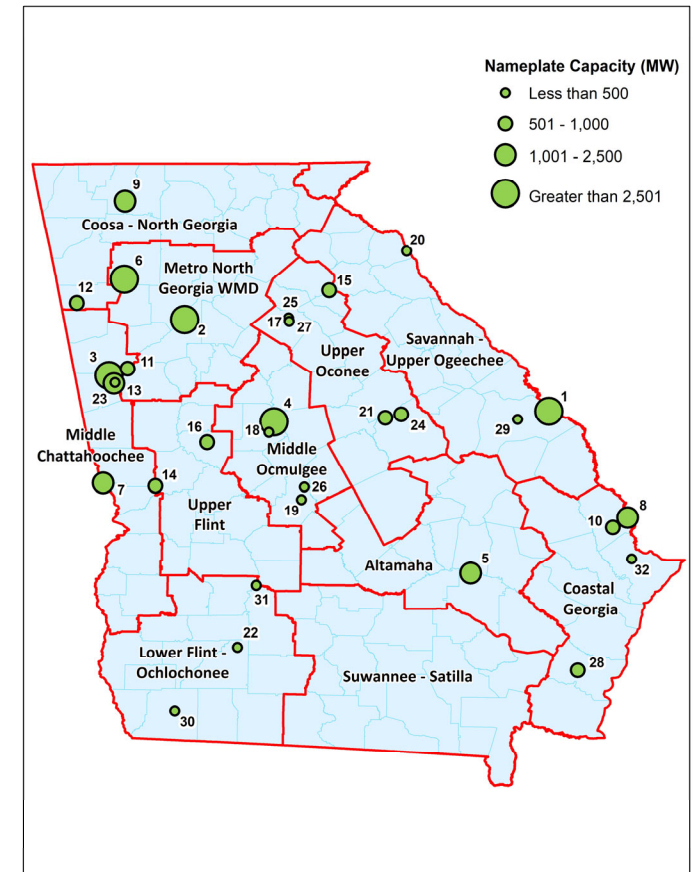 Nameplate Capacity (MW)
Less than 500
501 - 1,000
1,001 - 2,500
Greater than 2,501
9
Coosa - North Georgia
20
6
Metro North
Georgia WMD
12
15
2
25
17
27
Savannah -
Upper Ogeechee
3
11
Upper
Oconee
23
13
4
1
16
18
21
24
29
Middle
Chattahoochee
Middle
Ocmulgee
7
14
26
19
Upper
Flint
8
10
Altamaha
5
32
31
Coastal
Georgia
22
Lower Flint -
Ochlochonee
Suwannee - Satilla
28
30